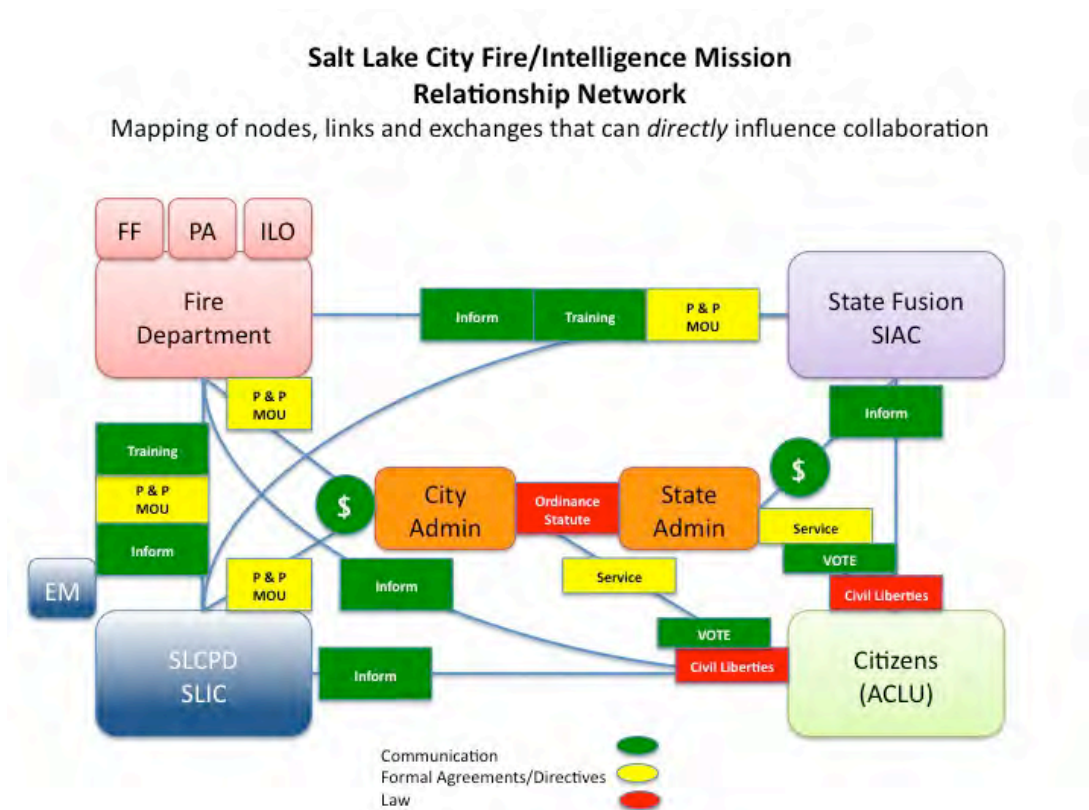 Salt Lake City Fire/Intelligence Mission
Relationship Network
Mapping of nodes, links and exchanges that can directly influence collaboration
FF
PA
ILO
Fire
Department
Inform
Training
P & P
MOU
State Fusion
SIAC
P & P
MOU
Inform
Training
P & P
MOU
Inform
$
City
Admin
Ordinance
Statute
State
Admin
$
Service
VOTE
Civil Liberties
EM
P & P
MOU
Inform
Service
VOTE
Civil Liberties
SLCPD
SLIC
Inform
Citizens
(ACLU)
Communication
Formal Agreements/Directives
Law